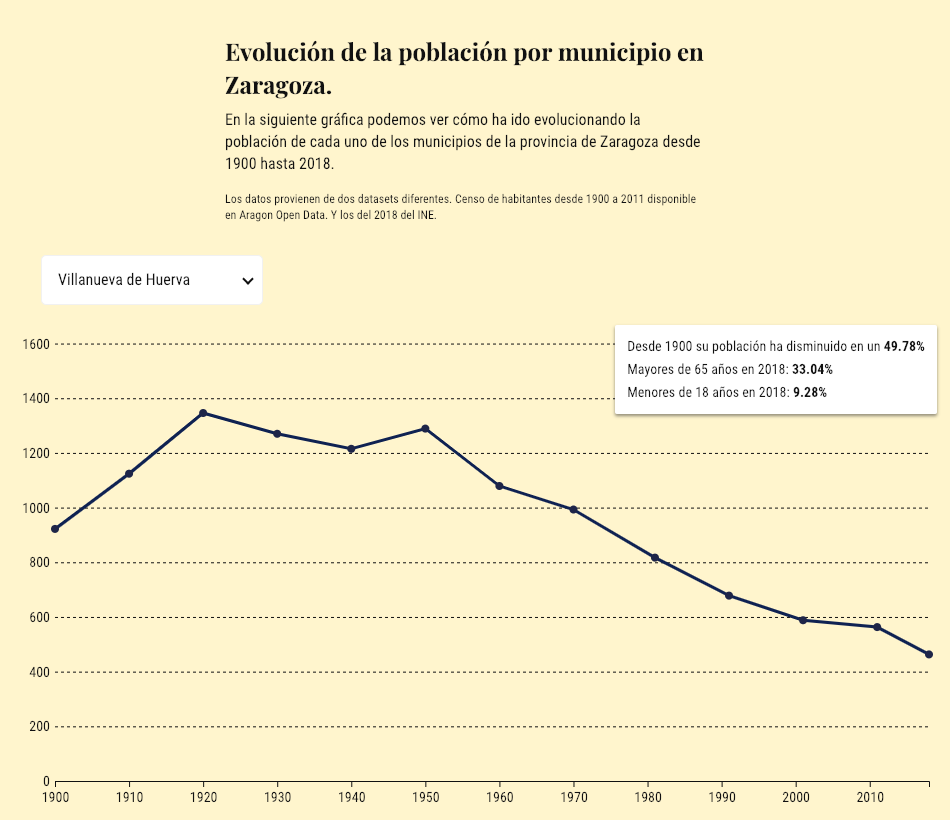 Evolución de la población por municipio en
Zaragoza.
En la siguiente gráfica podemos ver cómo ha ido evolucionando la
población de cada uno de los municipios de la provincia de Zaragoza desde
1900 hasta 2018.
Los datos provienen de dos datasets diferentes. Censo de habitantes desde 1900 a 2011 disponible
en Aragon Open Data. Y los del 2018 del INE.
Villanueva de Huerva
Desde 1900 su población ha disminuido en un 49.78%
Mayores de 65 años en 2018: 33.04%
Menores de 18 años en 2018: 9.28%
1600
1400
1200
1000
800
600
400
200
0
1900 1910 1920 1930 1940 1950 1960 1970 1980 1990 2000 2010